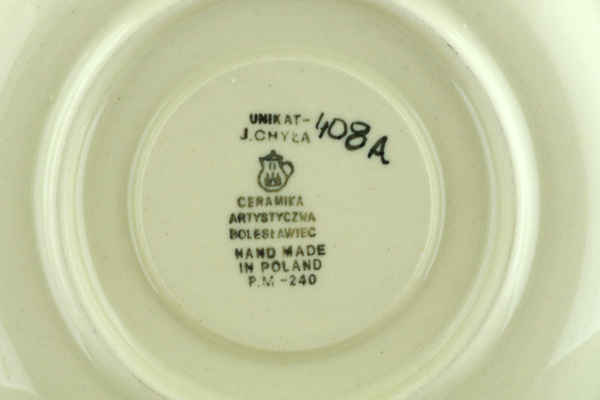 UNIKAT- 408A
J.CHYŁA
CERAMIKA
ARTYSTYCZNA
BOLESŁAWIEC
HAND MADE
IN POLAND
P.M -240